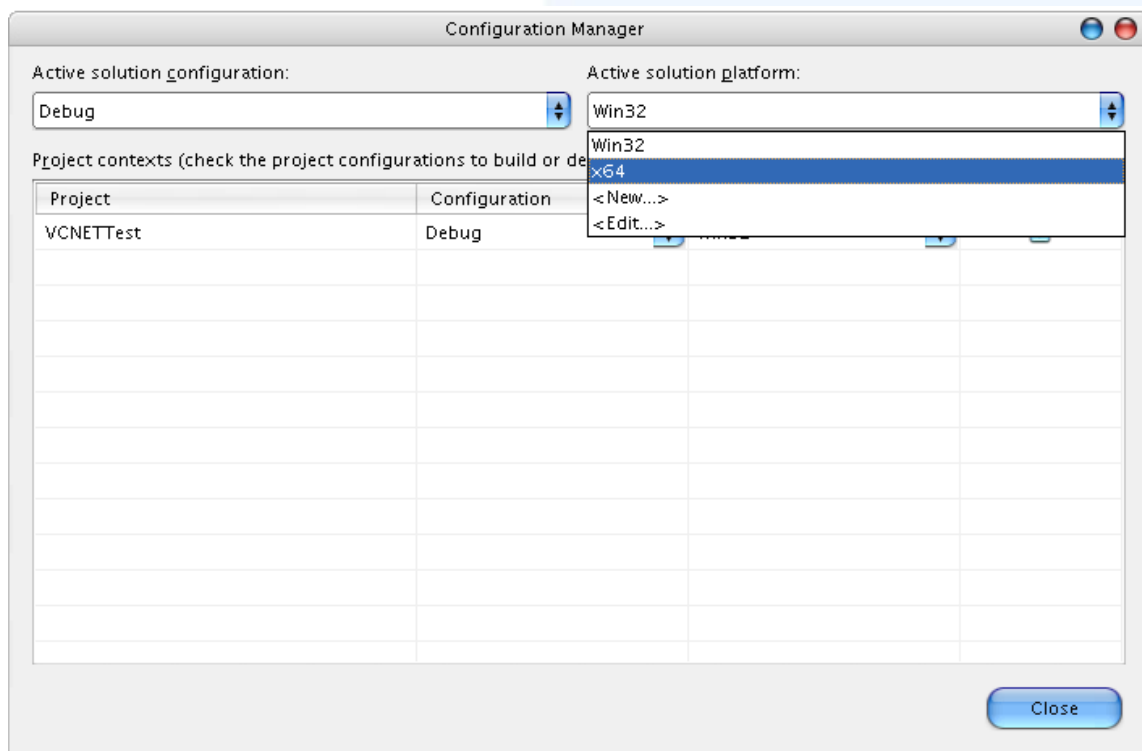 Configuration Manager
Active solution configuration:
Active solution platform:
Debug
Win32
Win32
x64
<New...>
<Edit...>
Project contexts (check the project configurations to build or de
Project
Configuration
VCNETTest
Debug